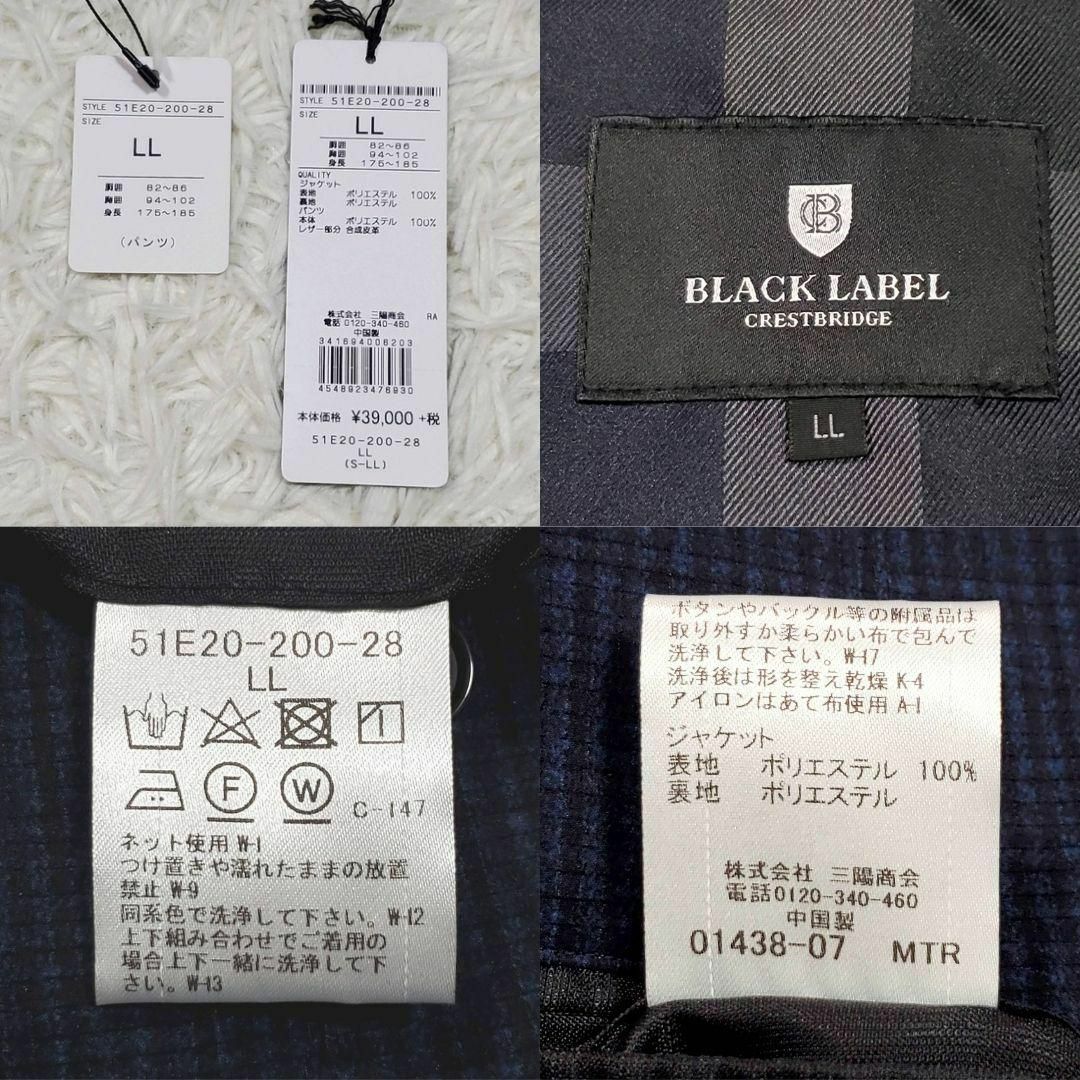 STYLE 51E20-200-28
SIZE
LL
胴囲 82~86
胸囲 94~102
身長 175~185
(パンツ)
STYLE 51E20-200-28
SIZE
LL
胴囲 82~86
胸囲 94~102
身長 175~185
QUALITY
ジャケット
表地 ポリエステル 100%
裏地 ポリエステル
パンツ
本体 ポリエステル 100%
レザー部分 合成皮革
株式会社 三陽商会 RA
電話 0120-340-460
中国製
341694006203
4548923476930
本体価格 ¥39,000 +税
51E20-200-28
LL
(S-LL)
CB
BLACK LABEL
CRESTBRIDGE
LL
51E20-200-28
LL
F
W
C-147
ネット使用 W-1
つけ置きや濡れたままの放置
禁止 W-9
同系色で洗浄して下さい。W-12
上下組み合わせでご着用の
場合上下一緒に洗浄して下
さい。W-13
ボタンやバックル等の附属品は
取り外すか柔らかい布で包んで
洗浄して下さい。W-17
洗浄後は形を整え乾燥 K-4
アイロンはあて布使用 A-1
ジャケット
表地 ポリエステル 100%
裏地 ポリエステル
株式会社 三陽商会
電話0120-340-460
中国製
01438-07 MTR